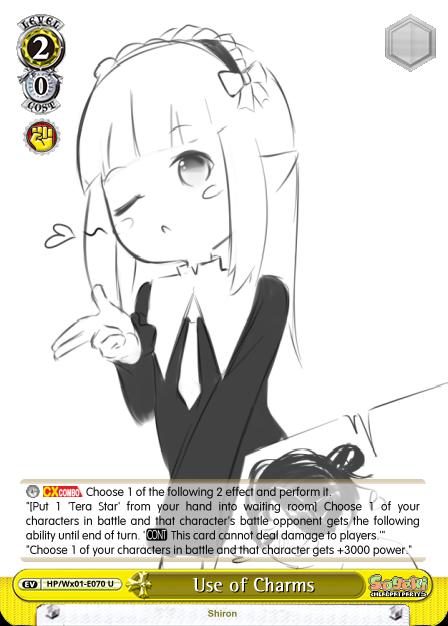 LEVEL
2
0
COST
CX COMBO Choose 1 of the following 2 effect and perform it.
"[Put 1 'Tera Star' from your hand into waiting room] Choose 1 of your
characters in battle and that character's battle opponent gets the following
ability until end of turn. 'CONT This card cannot deal damage to players.'"
"Choose 1 of your characters in battle and that character gets +3000 power."
EV HP/Wx01-E070 U
Use of Charms
Shiron